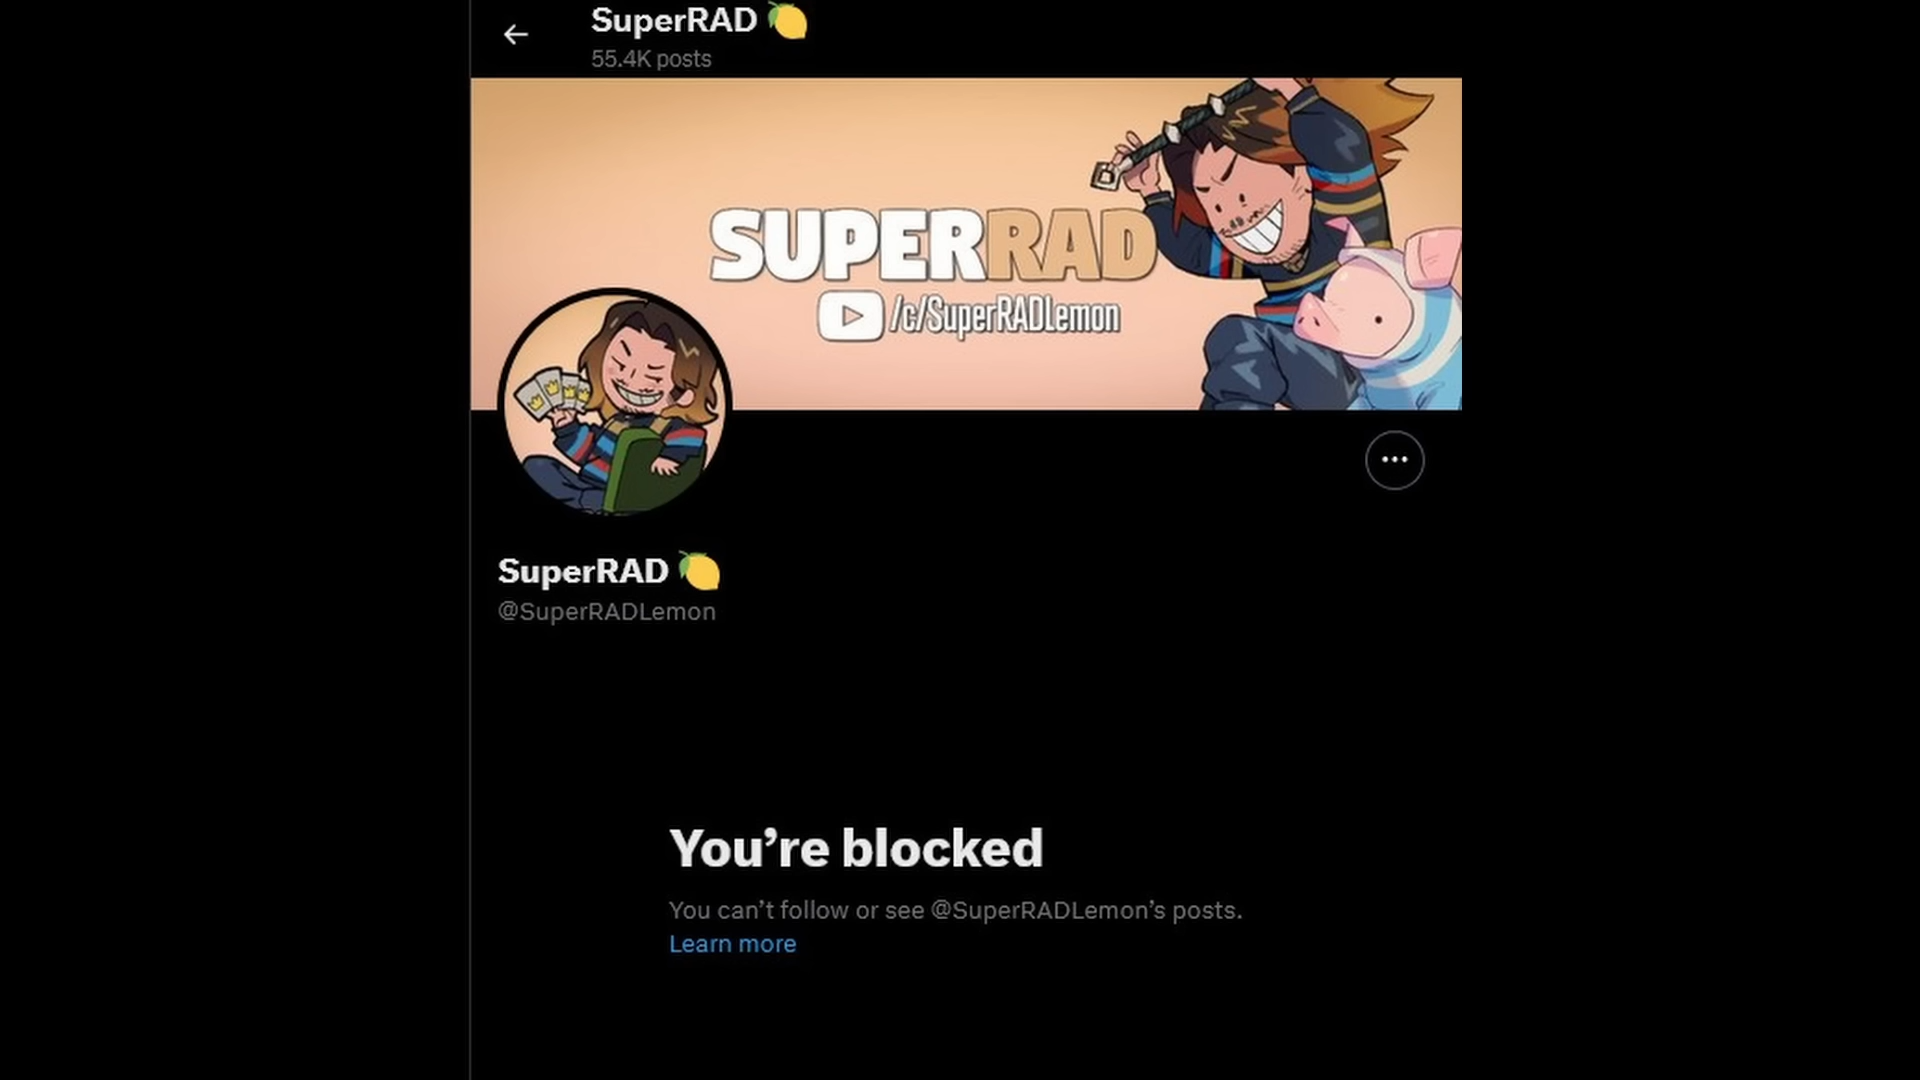 SuperRAD 🍋
55.4K posts
SUPERRAD
/c/SuperRADLemon
SuperRAD 🍋
@SuperRADLemon
You’re blocked
You can’t follow or see @SuperRADLemon’s posts.
Learn more